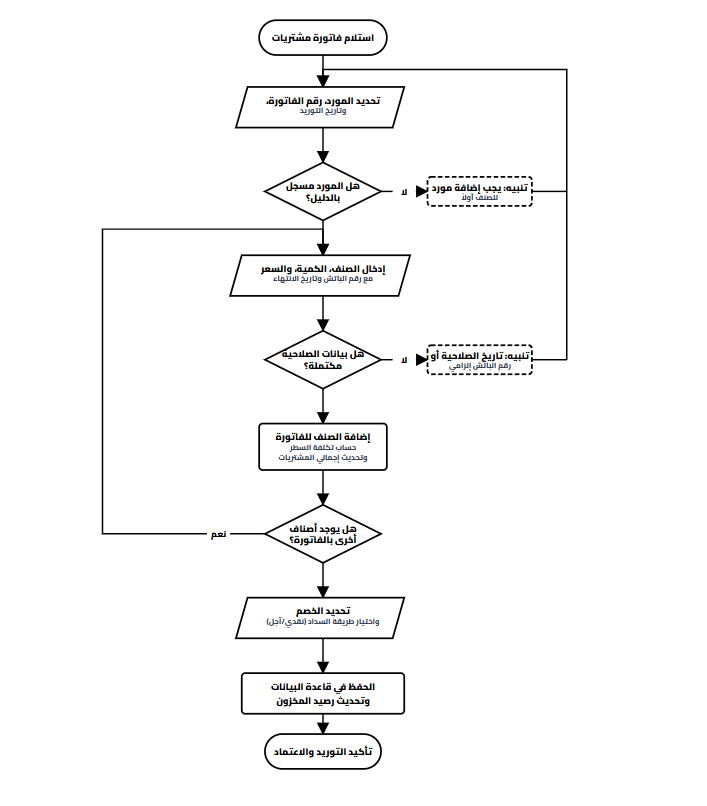 استلام فاتورة مشتريات
تحديد المورد، رقم الفاتورة،
وتاريخ التوريد
هل المورد مسجل
بالدليل؟
لا
تنبيه: يجب إضافة مورد
للصنف أولاً
إدخال الصنف، الكمية، والسعر
مع رقم الباتش وتاريخ الانتهاء
هل بيانات الصلاحية
مكتملة؟
لا
تنبيه: تاريخ الصلاحية أو
رقم الباتش إلزامي
إضافة الصنف للفاتورة
حساب تكلفة السطر
وتحديث إجمالي المشتريات
هل يوجد أصناف
أخرى بالفاتورة؟
نعم
تحديد الخصم
واختيار طريقة السداد (نقدي/آجل)
الحفظ في قاعدة البيانات
وتحديث رصيد المخزون
تأكيد التوريد والاعتماد